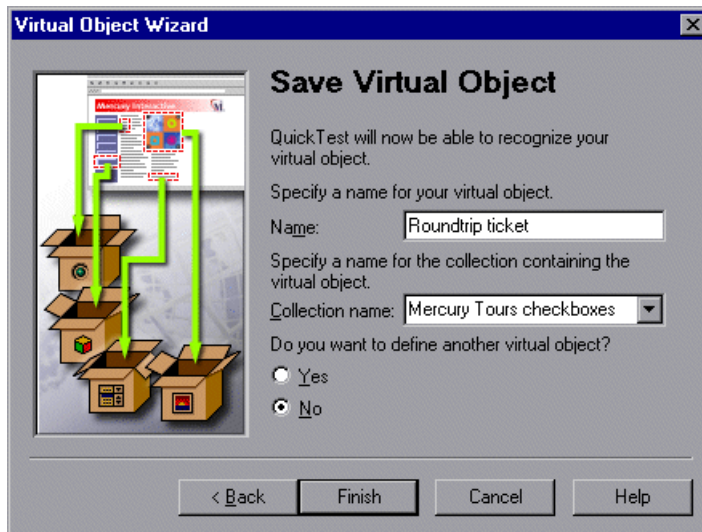 Virtual Object Wizard
Mercury Interactive
Save Virtual Object
QuickTest will now be able to recognize your
virtual object.
Specify a name for your virtual object.
Name: Roundtrip ticket
Specify a name for the collection containing the
virtual object.
Collection name: Mercury Tours checkboxes
Do you want to define another virtual object?
Yes
No
< Back Finish Cancel Help